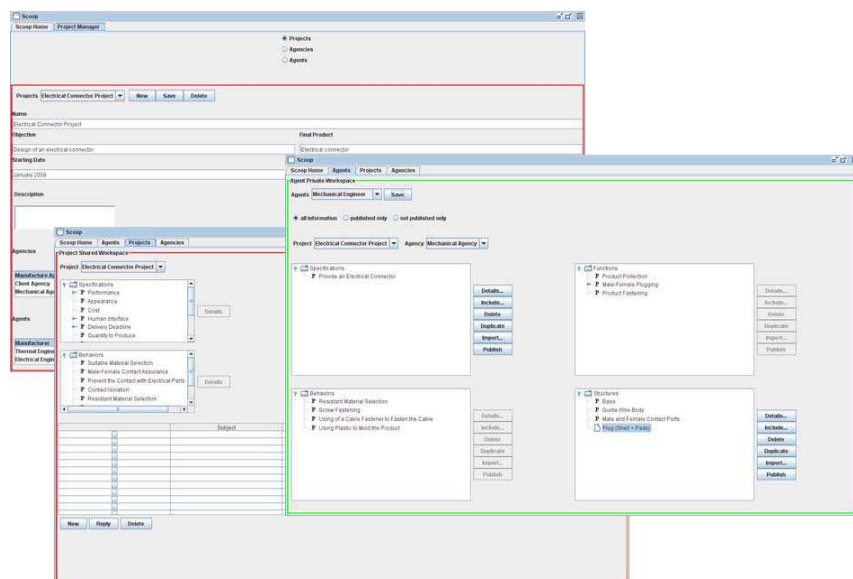 Scoop
Scoop Home Project Manager
Projects
Agencies
Agents
Projects Electrical Connector Project New Save Delete
Name
Electrical Connector Project
Objective Final Product
Design of an electrical connector Electrical connector
Starting Date
January 2009
Description
Agencies
Manufacture
Client Agency
Mechanical
Agents
Manufacturer
Thermal
Electrical
Scoop
Scoop Home Agents Projects Agencies
Project Shared Workspace
Project Electrical Connector Project
Specifications
P Performance
P Appearance
P Cost
P Human Interface
P Delivery Deadline
P Quantity to Produce
Details
Behaviors
P Suitable Material Selection
P Male-Female Contact Assurance
P Prevent the Contact with Electrical Parts
P Contact Isolation
P Resistant Material Selection
Details
Subject
New Reply Delete
Scoop
Scoop Home Agents Projects Agencies
Agent Private Workspace
Agents Mechanical Engineer Save
all information published only not published only
Project Electrical Connector Project Agency Mechanical Agency
Specifications
P Provide an Electrical Connector
Details...
Include...
Delete
Duplicate
Import...
Publish
Functions
P Product Protection
P Male-Female Plugging
P Product Fastening
Details...
Include...
Delete
Duplicate
Import...
Publish
Behaviors
P Resistant Material Selection
P Screw Fastening
P Using of a Cable Fastener to Fasten the Cable
P Using Plastic to Mold the Product
Details...
Include...
Delete
Duplicate
Import...
Publish
Structures
P Base
P Guide-Wire Body
P Male and Female Contact Parts
Plug (Shell + Pads)
Details...
Include...
Delete
Duplicate
Import...
Publish